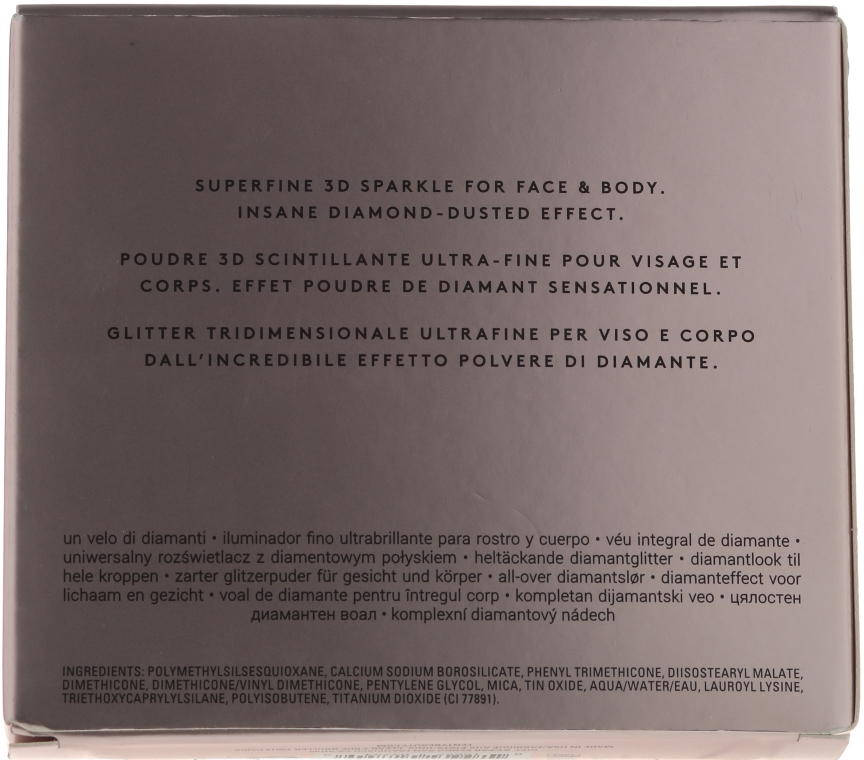 SUPERFINE 3D SPARKLE FOR FACE & BODY.
INSANE DIAMOND-DUSTED EFFECT.
POUDRE 3D SCINTILLANTE ULTRA-FINE POUR VISAGE ET
CORPS. EFFET POUDRE DE DIAMANT SENSATIONNEL.
GLITTER TRIDIMENSIONALE ULTRAFINE PER VISO E CORPO
DALL'INCREDIBILE EFFETTO POLVERE DI DIAMANTE.
un velo di diamanti • iluminador fino ultrabrillante para rostro y cuerpo • véu integral de diamante •
uniwersalny rozświetlacz z diamentowym połyskiem • heltäckande diamantglitter • diamantlook til
hele kroppen • zarter glitzerpuder für gesicht und körper • all-over diamantslør • diamanteffect voor
lichaam en gezicht • voal de diamante pentru întregul corp • kompletan dijamantski veo • цялостен
диамантен воал • komplexní diamantový nádech
INGREDIENTS: POLYMETHYLSILSESQUIOXANE, CALCIUM SODIUM BOROSILICATE, PHENYL TRIMETHICONE, DIISOSTEARYL MALATE,
DIMETHICONE, DIMETHICONE/VINYL DIMETHICONE, PENTYLENE GLYCOL, MICA, TIN OXIDE, AQUA/WATER/EAU, LAUROYL LYSINE,
TRIETHOXYCAPRYLYLSILANE, POLYISOBUTENE, TITANIUM DIOXIDE (CI 77891).